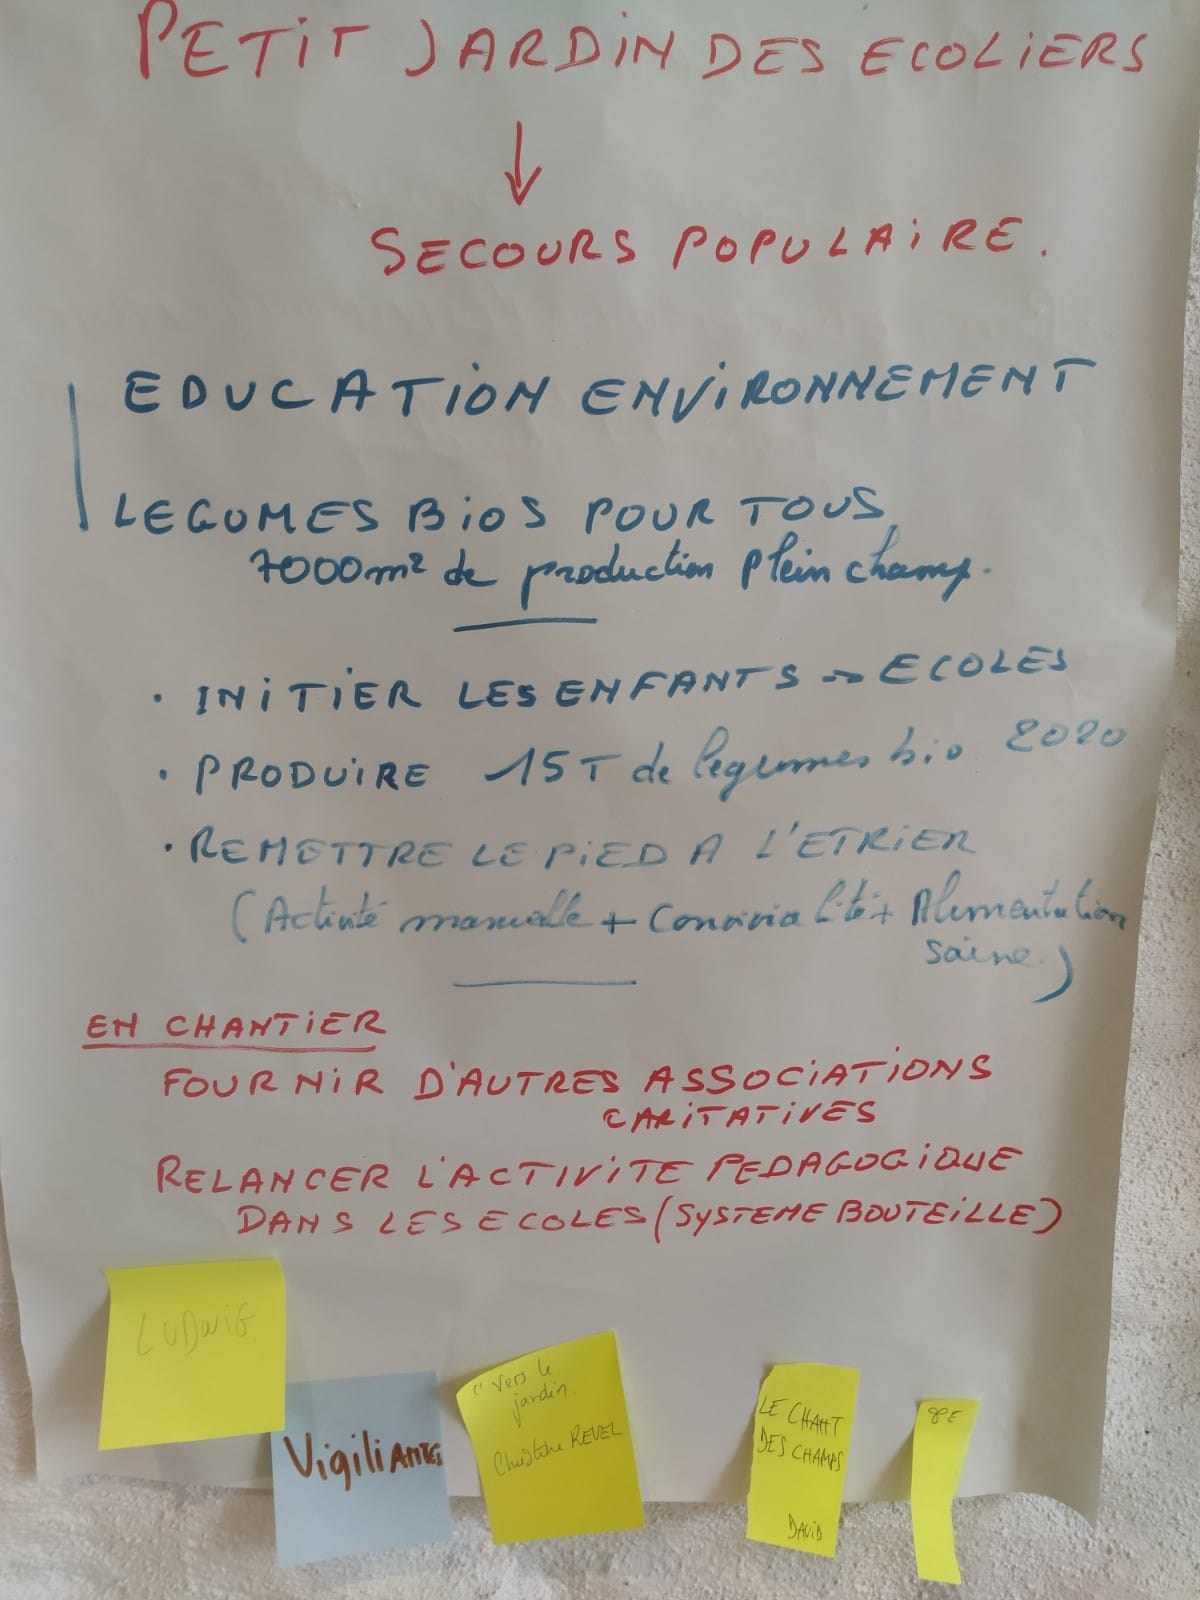 PETIT JARDIN DES ECOLIERS
↓
SECOURS POPULAIRE.
EDUCATION ENVIRONNEMENT
LEGUMES BIOS POUR TOUS
7000m² de production plein champ.
· INITIER LES ENFANTS → ECOLES
· PRODUIRE 15T de légumes bio 2020
· REMETTRE LE PIED A L'ETRIER
(Activité manuelle + Convivialité + Alimentation
saine.)
EN CHANTIER
FOURNIR D'AUTRES ASSOCIATIONS
CARITATIVES
RELANCER L'ACTIVITE PEDAGOGIQUE
DANS LES ECOLES (SYSTEME BOUTEILLE)
LUDWIG
Vigili
vers le
jardin.
Christine REVEL
LE CHANT
DES CHAMPS
DAVID